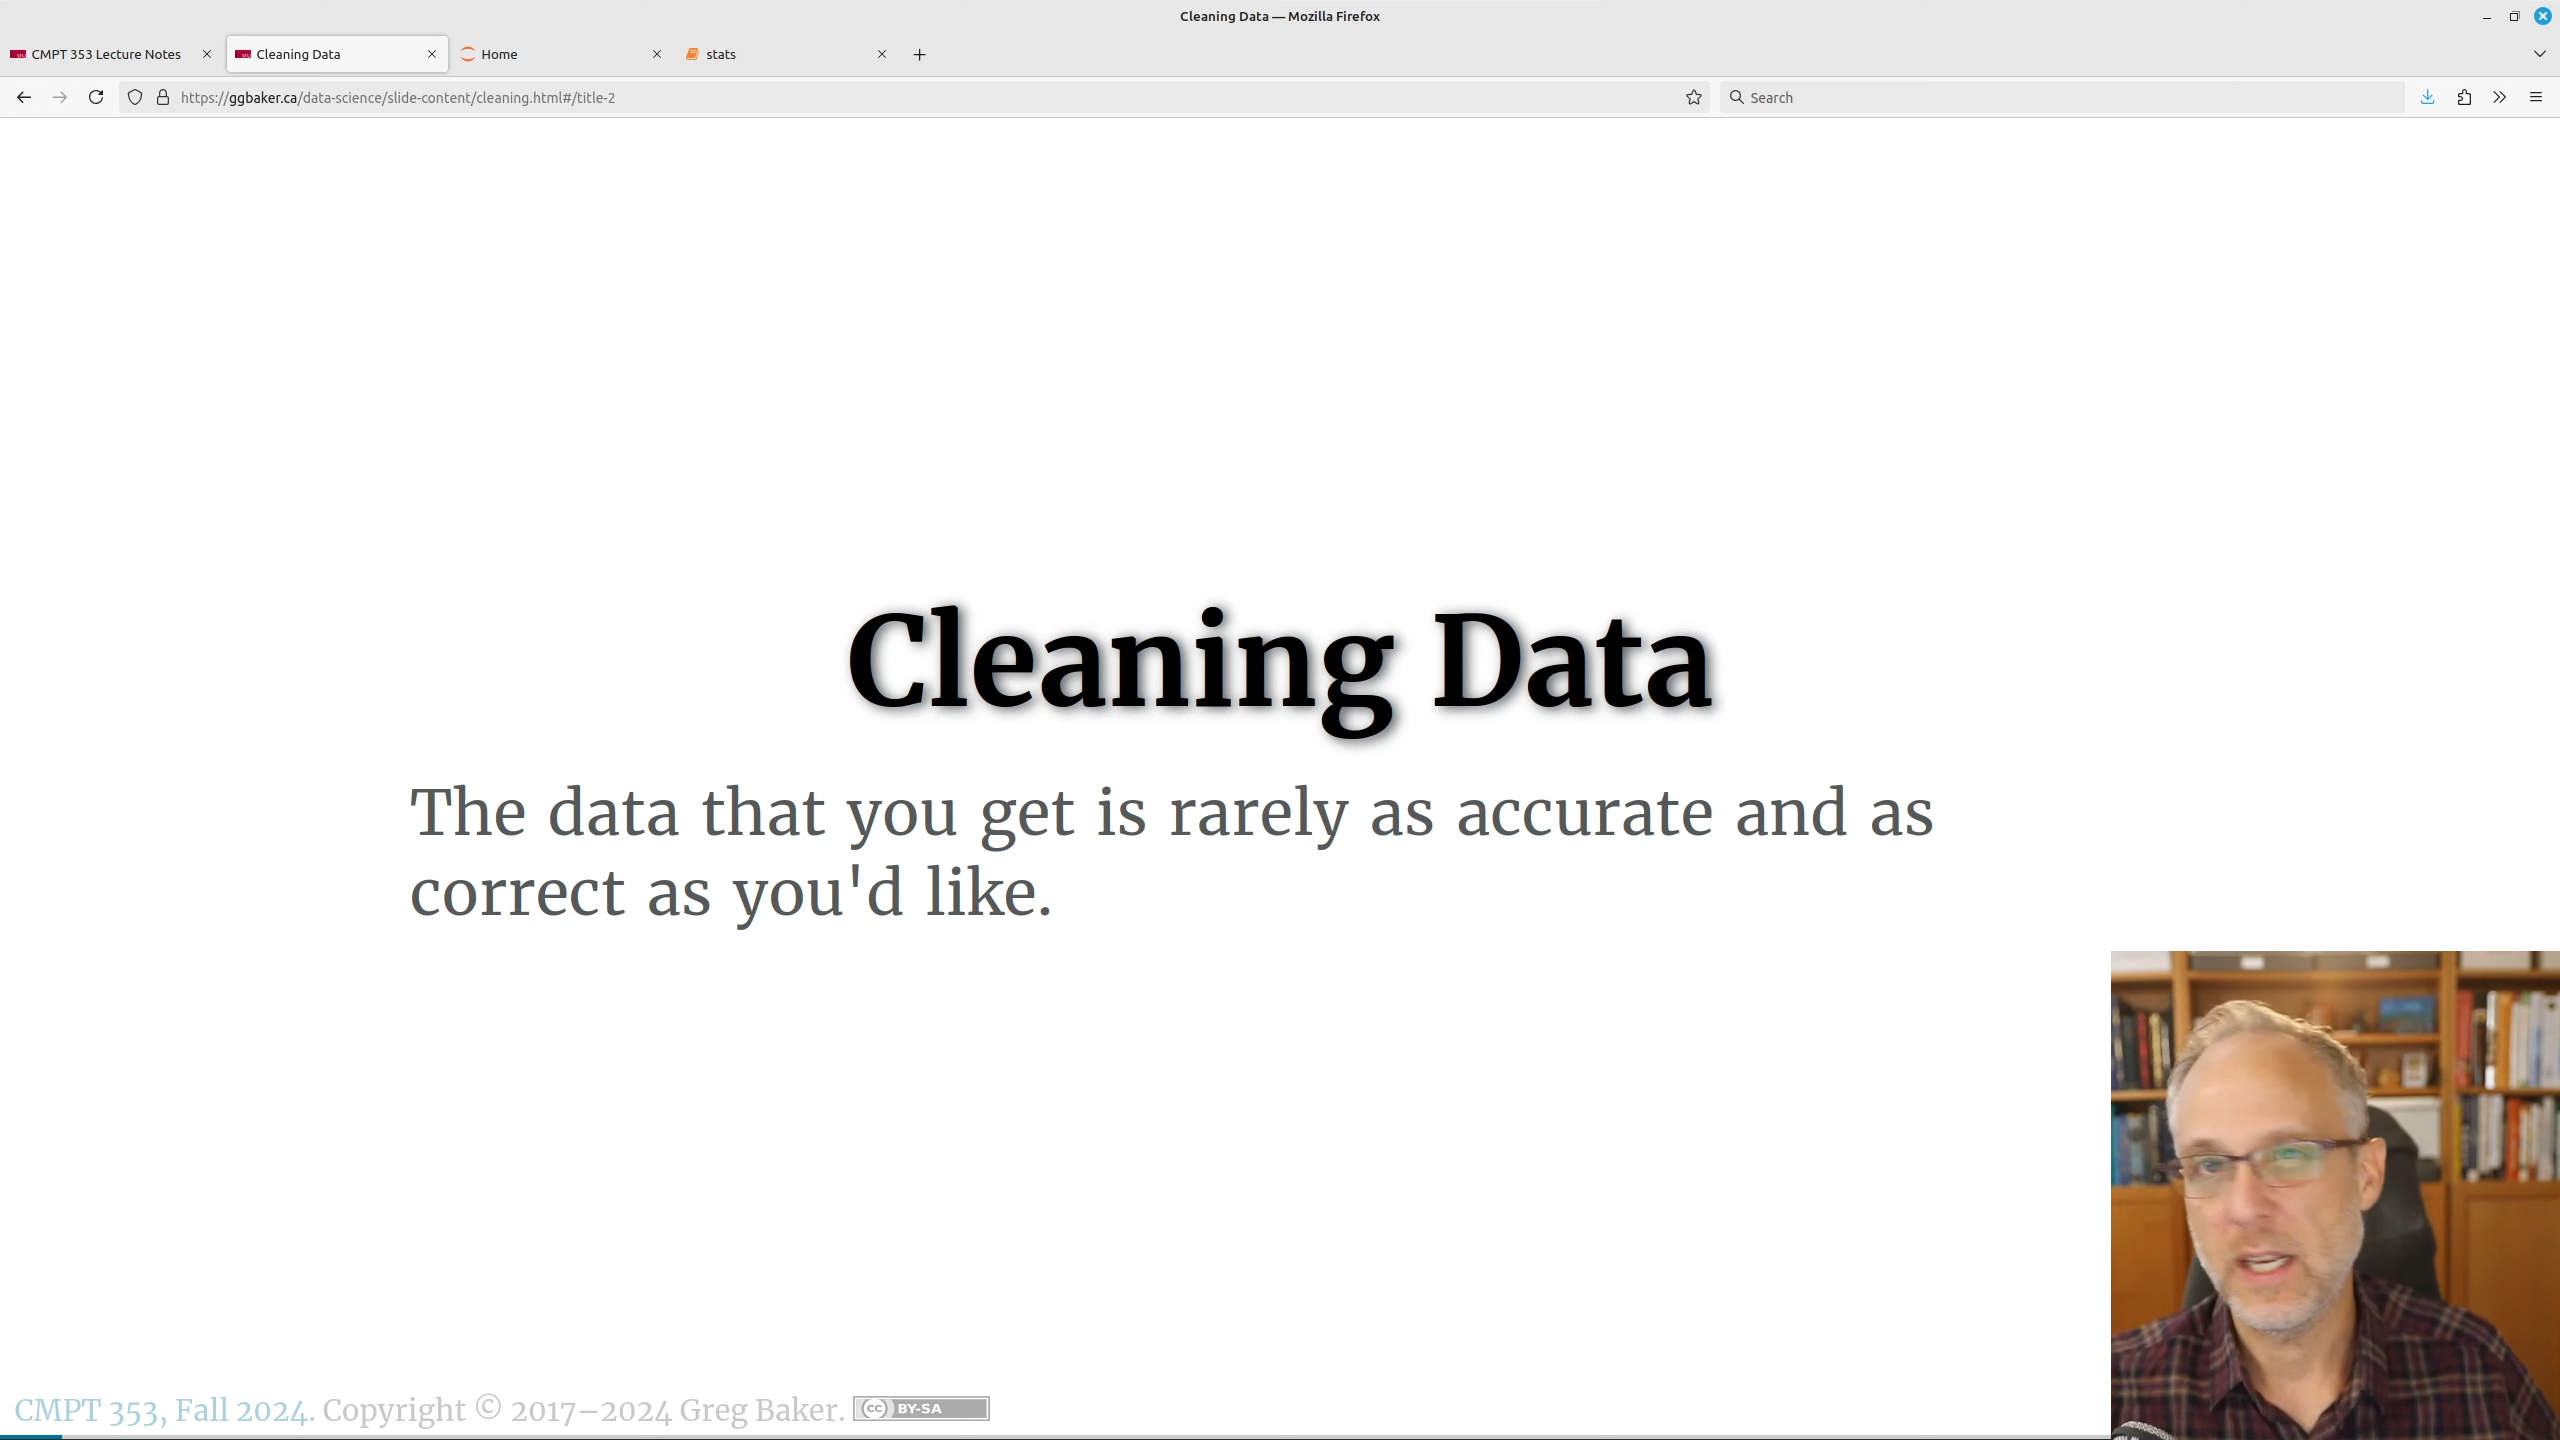 Cleaning Data — Mozilla Firefox
CMPT 353 Lecture Notes
Cleaning Data
Home
stats
https://ggbaker.ca/data-science/slide-content/cleaning.html#/title-2
Search
Cleaning Data
The data that you get is rarely as accurate and as
correct as you'd like.
CMPT 353, Fall 2024. Copyright © 2017–2024 Greg Baker. cc BY-SA